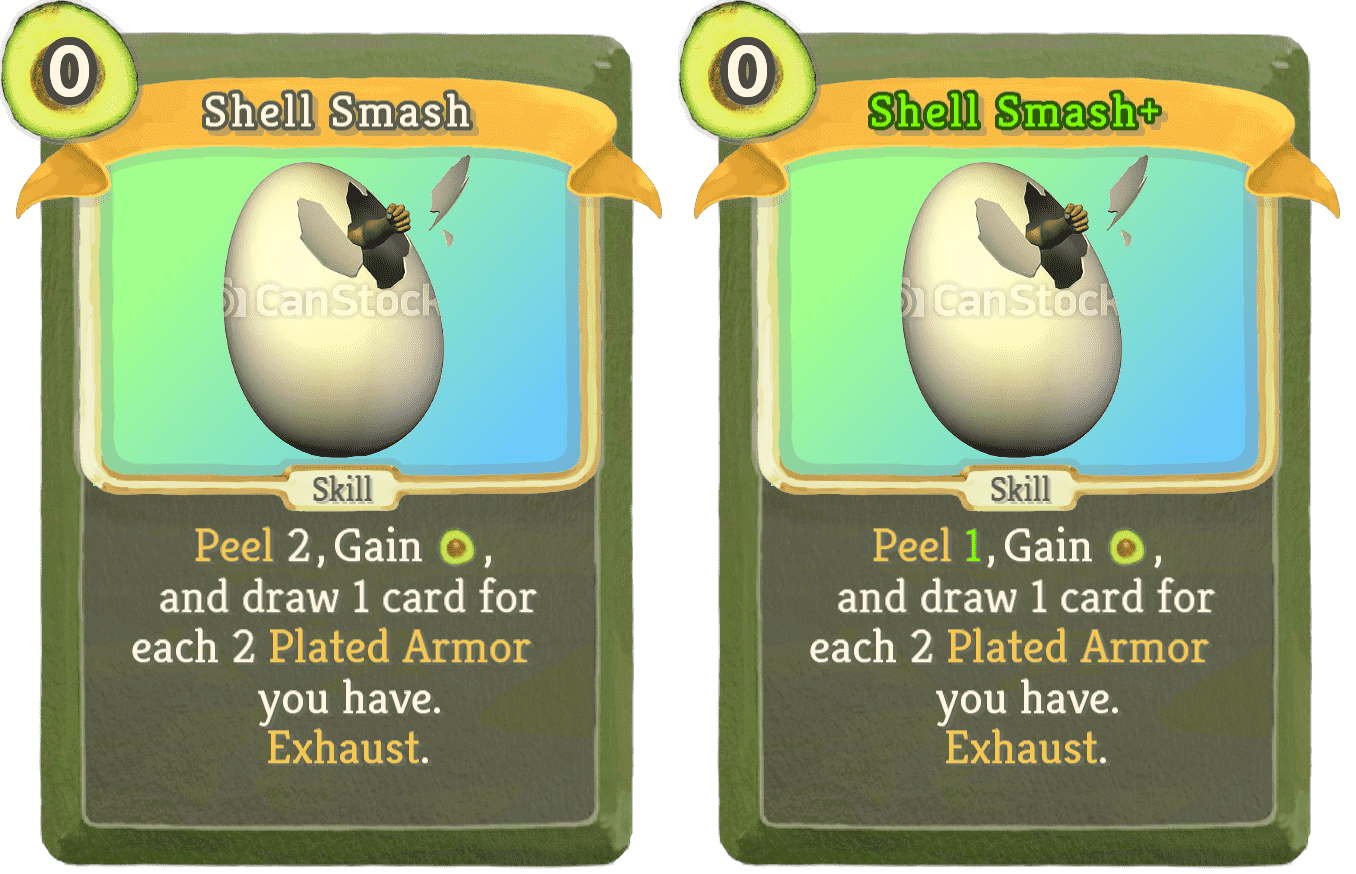 0
Shell Smash
CanStock
Skill
Peel 2, Gain ,
and draw 1 card for
each 2 Plated Armor
you have.
Exhaust.
0
Shell Smash+
CanStock
Skill
Peel 1, Gain ,
and draw 1 card for
each 2 Plated Armor
you have.
Exhaust.